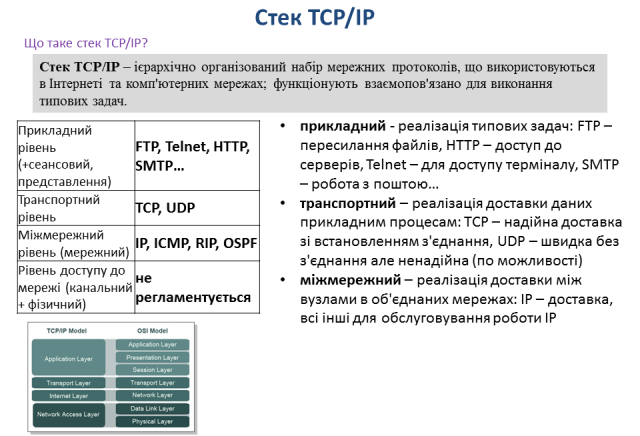 Стек TCP/IP
Що таке стек TCP/IP?
Стек TCP/IP – ієрархічно організований набір мережних протоколів, що використовуються
в Інтернеті та комп'ютерних мережах; функціонують взаємопов'язано для виконання
типових задач.
Прикладний
рівень
(+сеансовий,
представлення)
FTP, Telnet, HTTP,
SMTP…
Транспортний
рівень
TCP, UDP
Міжмережний
рівень (мережний)
IP, ICMP, RIP, OSPF
Рівень доступу до
мережі (канальний
+ фізичний)
не
регламентується
• прикладний - реалізація типових задач: FTP –
пересилання файлів, HTTP – доступ до
серверів, Telnet – для доступу терміналу, SMTP
– робота з поштою…
• транспортний – реалізація доставки даних
прикладним процесам: TCP – надійна доставка
зі встановленням з'єднання, UDP – швидка без
з'єднання але ненадійна (по можливості)
• міжмережний – реалізація доставки між
вузлами в об'єднаних мережах: IP – доставка,
всі інші для обслуговування роботи IP
TCP/IP Model
OSI Model
Application Layer
Application Layer
Presentation Layer
Session Layer
Transport Layer
Transport Layer
Internet Layer
Network Layer
Network Access Layer
Data Link Layer
Physical Layer